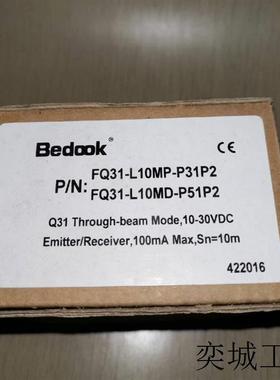 Bedook®
CE
P/N: FQ31-L10MP-P31P2
FQ31-L10MD-P51P2
Q31 Through-beam Mode,10-30VDC
Emitter/Receiver,100mA Max,Sn=10m
422016
奕城工